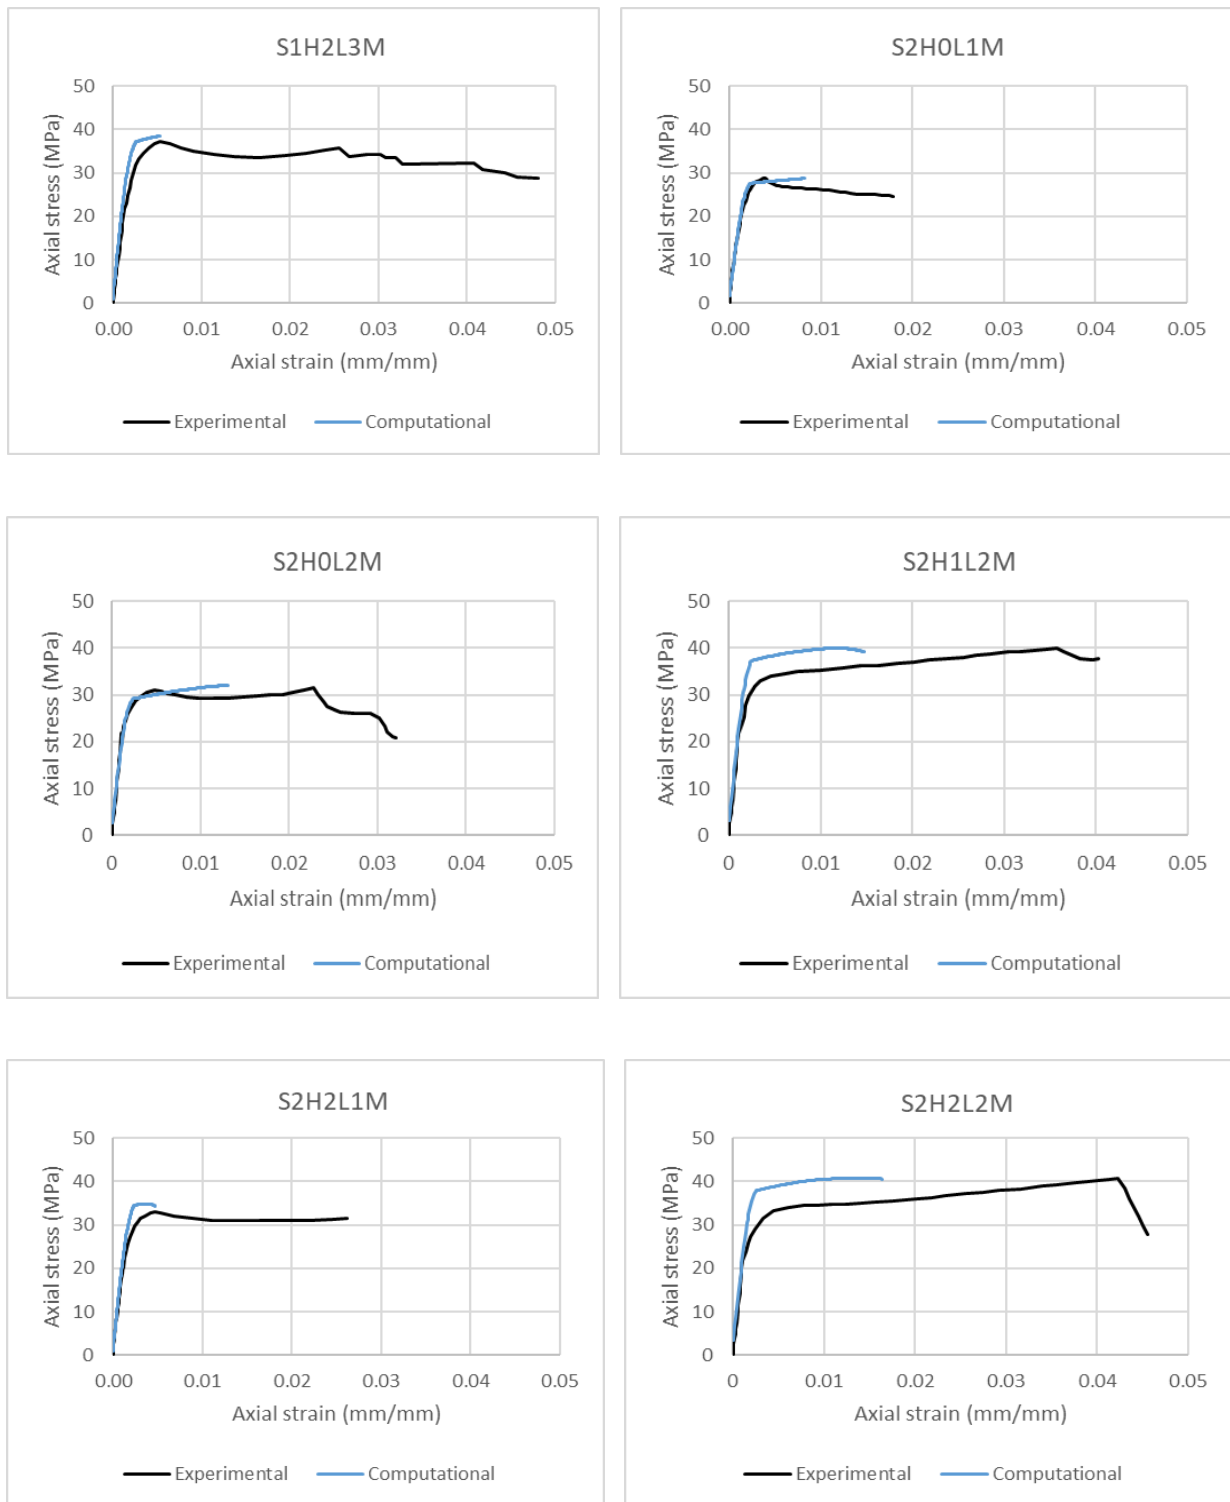 S1H2L3M
50
40
30
20
10
0
Axial stress (MPa)
0.00 0.01 0.02 0.03 0.04 0.05
Axial strain (mm/mm)
Experimental Computational
S2H0L1M
50
40
30
20
10
0
Axial stress (MPa)
0.00 0.01 0.02 0.03 0.04 0.05
Axial strain (mm/mm)
Experimental Computational
S2H0L2M
50
40
30
20
10
0
Axial stress (MPa)
0 0.01 0.02 0.03 0.04 0.05
Axial strain (mm/mm)
Experimental Computational
S2H1L2M
50
40
30
20
10
0
Axial stress (MPa)
0 0.01 0.02 0.03 0.04 0.05
Axial strain (mm/mm)
Experimental Computational
S2H2L1M
50
40
30
20
10
0
Axial stress (MPa)
0.00 0.01 0.02 0.03 0.04 0.05
Axial strain (mm/mm)
Experimental Computational
S2H2L2M
50
40
30
20
10
0
Axial stress (MPa)
0 0.01 0.02 0.03 0.04 0.05
Axial strain (mm/mm)
Experimental Computational